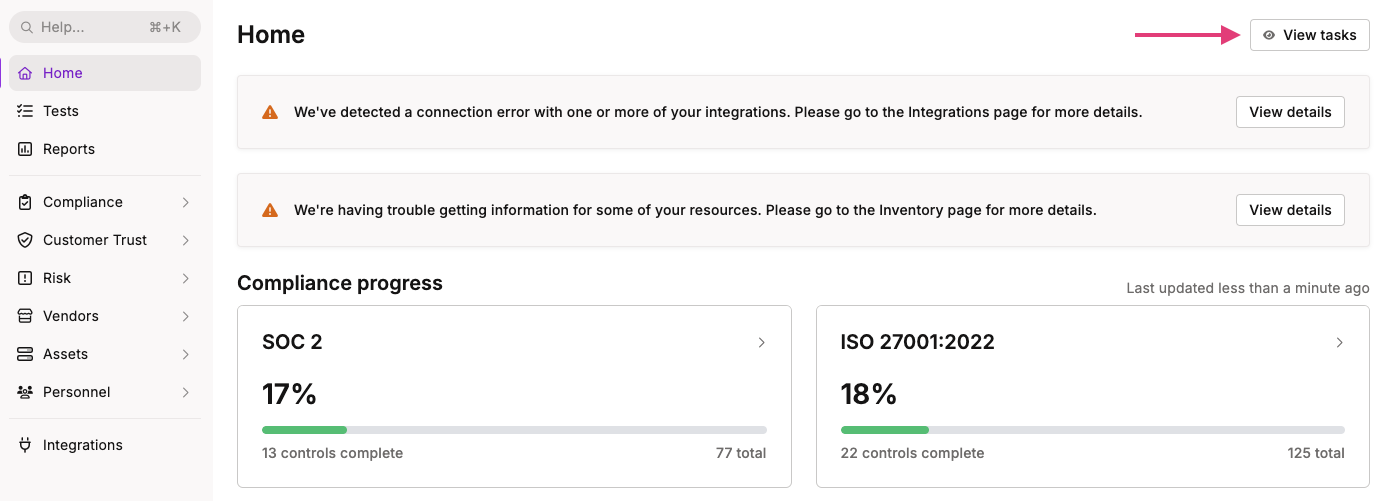 Help... ⌘+K
Home
Tests
Reports
Compliance
Customer Trust
Risk
Vendors
Assets
Personnel
Integrations
Home
View tasks
We've detected a connection error with one or more of your integrations. Please go to the Integrations page for more details.
View details
We're having trouble getting information for some of your resources. Please go to the Inventory page for more details.
View details
Compliance progress
Last updated less than a minute ago
SOC 2
17%
13 controls complete 77 total
ISO 27001:2022
18%
22 controls complete 125 total